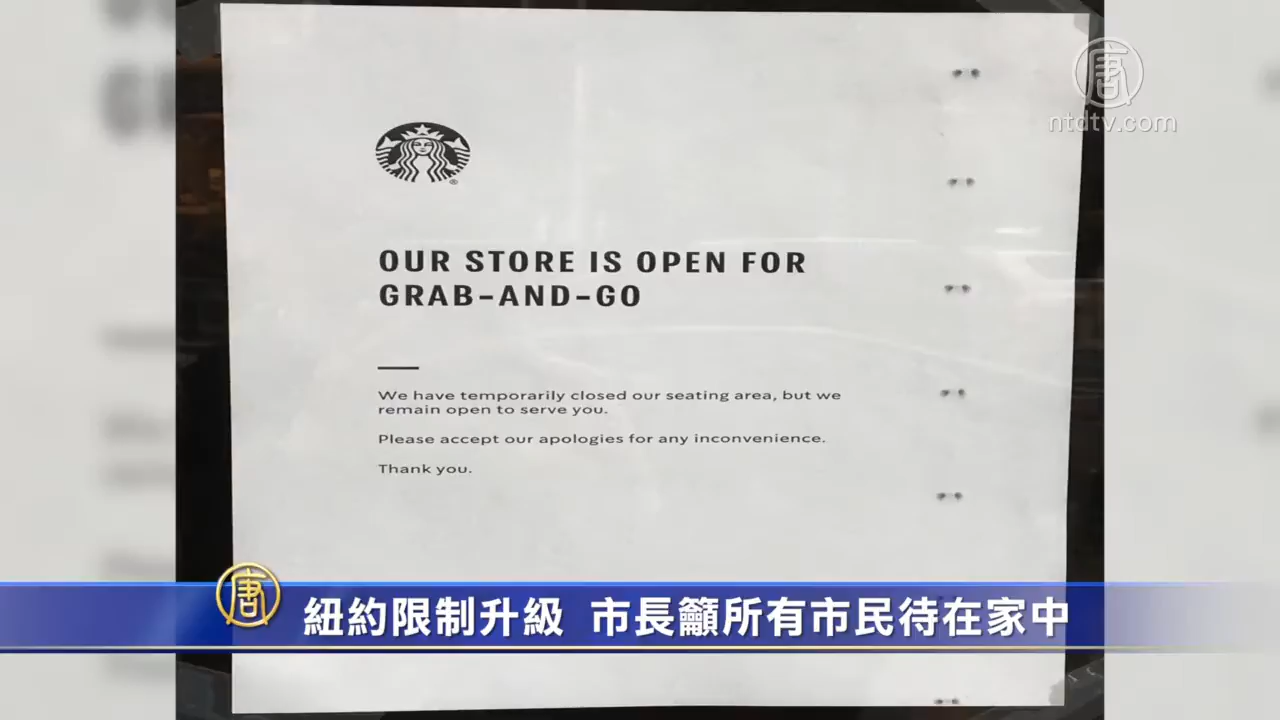 唐
ntdtv.com
OUR STORE IS OPEN FOR
GRAB-AND-GO
We have temporarily closed our seating area, but we
remain open to serve you.
Please accept our apologies for any inconvenience.
Thank you.
唐
紐約限制升級 市長籲所有市民待在家中